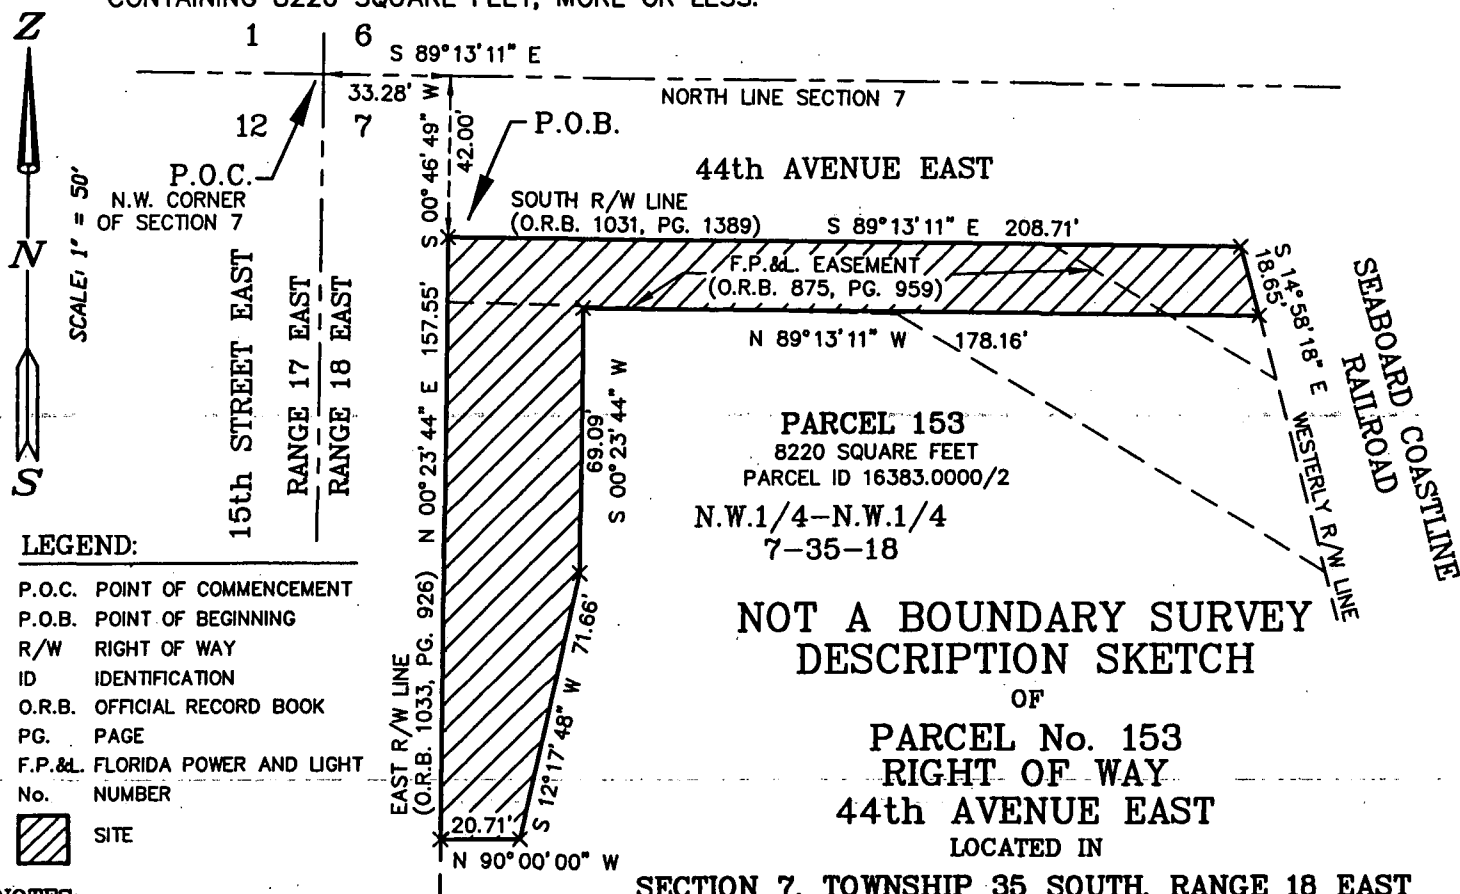 CONTAINING 8220 SQUARE FEET, MORE OR LESS.
Z
N
S
SCALE: 1" = 50'
1
6
12
7
S 89°13'11" E
33.28'
NORTH LINE SECTION 7
S 00°46'49" W
42.00'
P.O.B.
P.O.C.
N.W. CORNER
OF SECTION 7
44th AVENUE EAST
SOUTH R/W LINE
(O.R.B. 1031, PG. 1389)
S 89°13'11" E 208.71'
F.P.&L. EASEMENT
(O.R.B. 875, PG. 959)
S 14°58'18" E
18.65'
SEABOARD COASTLINE
RAILROAD
WESTERLY R/W LINE
N 89°13'11" W 178.16'
15th STREET EAST
RANGE 17 EAST
RANGE 18 EAST
N 00°23'44" E 157.55'
69.09'
S 00°23'44" W
PARCEL 153
8220 SQUARE FEET
PARCEL ID 16383.0000/2
N.W.1/4-N.W.1/4
7-35-18
EAST R/W LINE
(O.R.B. 1033, PG. 926)
S 12°17'48" W 71.66'
20.71'
N 90°00'00" W
LEGEND:
P.O.C. POINT OF COMMENCEMENT
P.O.B. POINT OF BEGINNING
R/W RIGHT OF WAY
ID IDENTIFICATION
O.R.B. OFFICIAL RECORD BOOK
PG. PAGE
F.P.&L. FLORIDA POWER AND LIGHT
No. NUMBER
SITE
NOT A BOUNDARY SURVEY
DESCRIPTION SKETCH
OF
PARCEL No. 153
RIGHT OF WAY
44th AVENUE EAST
LOCATED IN
SECTION 7, TOWNSHIP 35 SOUTH, RANGE 18 EAST
NOTES